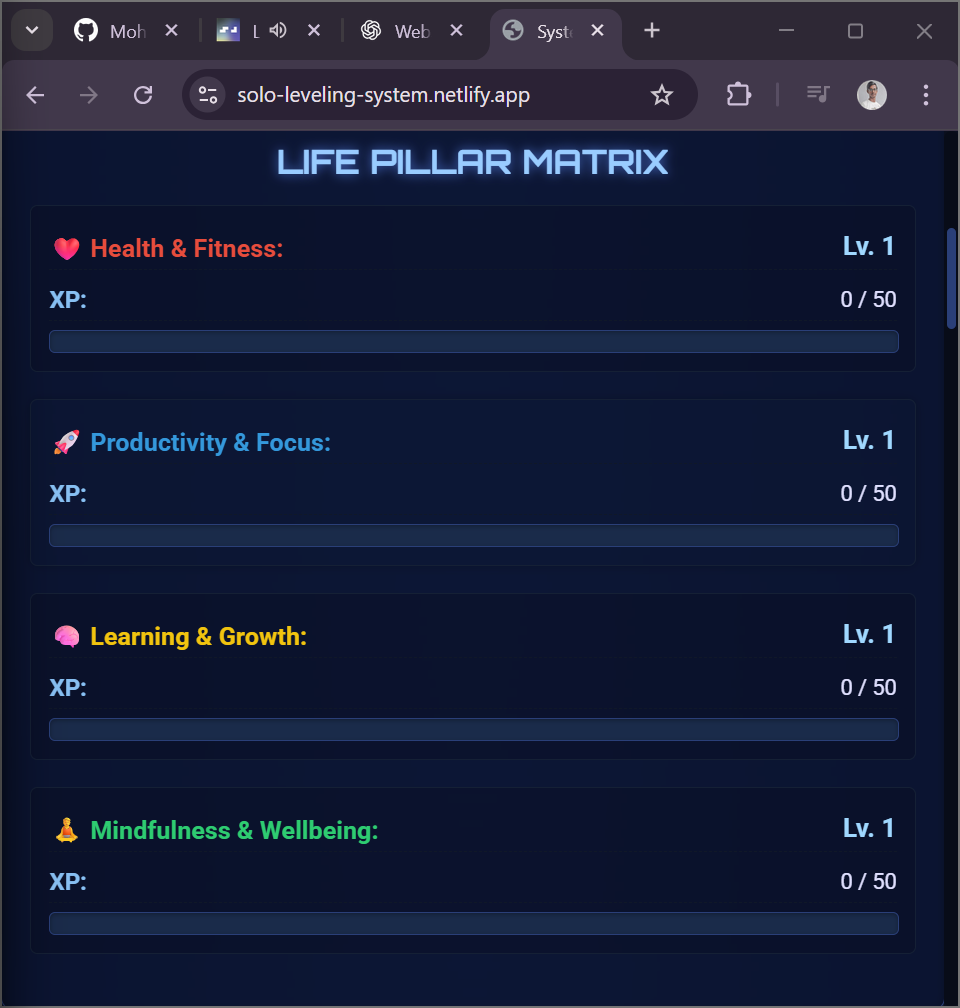 Moh
L
Web
Syst
solo-leveling-system.netlify.app
LIFE PILLAR MATRIX
Health & Fitness:
Lv. 1
XP:
0 / 50
Productivity & Focus:
Lv. 1
XP:
0 / 50
Learning & Growth:
Lv. 1
XP:
0 / 50
Mindfulness & Wellbeing:
Lv. 1
XP:
0 / 50